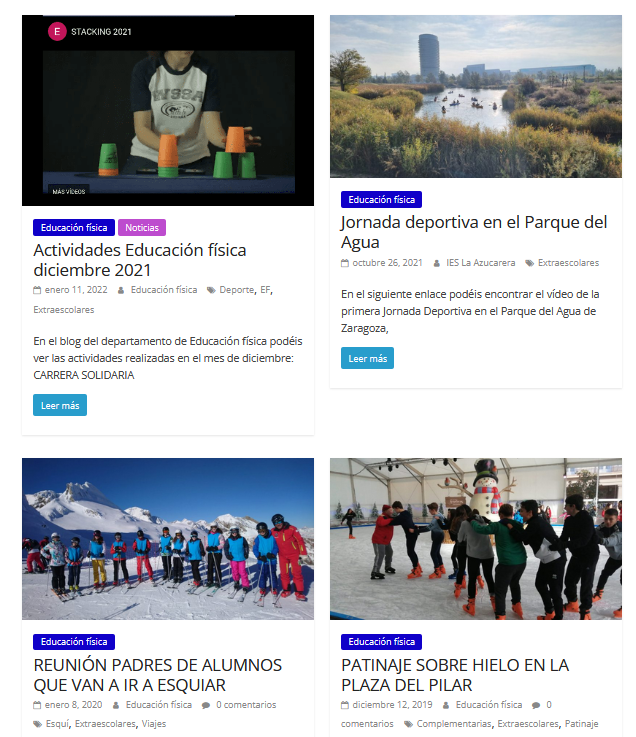 E STACKING 2021
WSSA
MÁS VÍDEOS
Educación física Noticias
Actividades Educación física
diciembre 2021
enero 11, 2022 Educación física Deporte, EF,
Extraescolares
En el blog del departamento de Educación física podéis
ver las actividades realizadas en el mes de diciembre:
CARRERA SOLIDARIA
Leer más
Educación física
Jornada deportiva en el Parque del
Agua
octubre 26, 2021 IES La Azucarera Extraescolares
En el siguiente enlace podéis encontrar el vídeo de la
primera Jornada Deportiva en el Parque del Agua de
Zaragoza,
Leer más
Educación física
REUNIÓN PADRES DE ALUMNOS
QUE VAN A IR A ESQUIAR
enero 8, 2020 Educación física 0 comentarios
Esquí, Extraescolares, Viajes
Educación física
PATINAJE SOBRE HIELO EN LA
PLAZA DEL PILAR
diciembre 12, 2019 Educación física 0
comentarios Complementarias, Extraescolares, Patinaje